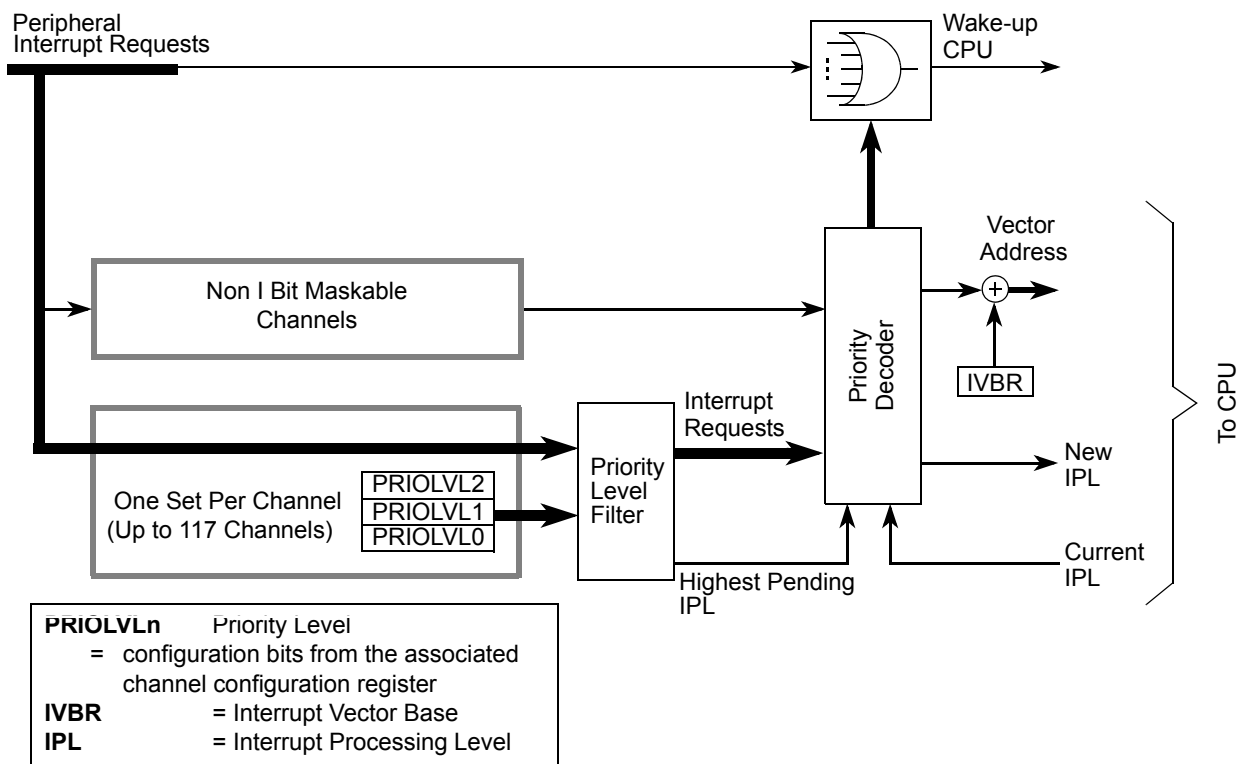 Peripheral
Interrupt Requests
Wake-up
CPU
Vector
Address
Non I Bit Maskable
Channels
Priority
Decoder
+
IVBR
To CPU
Interrupt
Requests
New
IPL
Priority
Level
Filter
One Set Per Channel
(Up to 117 Channels)
PRIOLVL2
PRIOLVL1
PRIOLVL0
Current
IPL
Highest Pending
IPL
PRIOLVLn Priority Level
= configuration bits from the associated
channel configuration register
IVBR = Interrupt Vector Base
IPL = Interrupt Processing Level